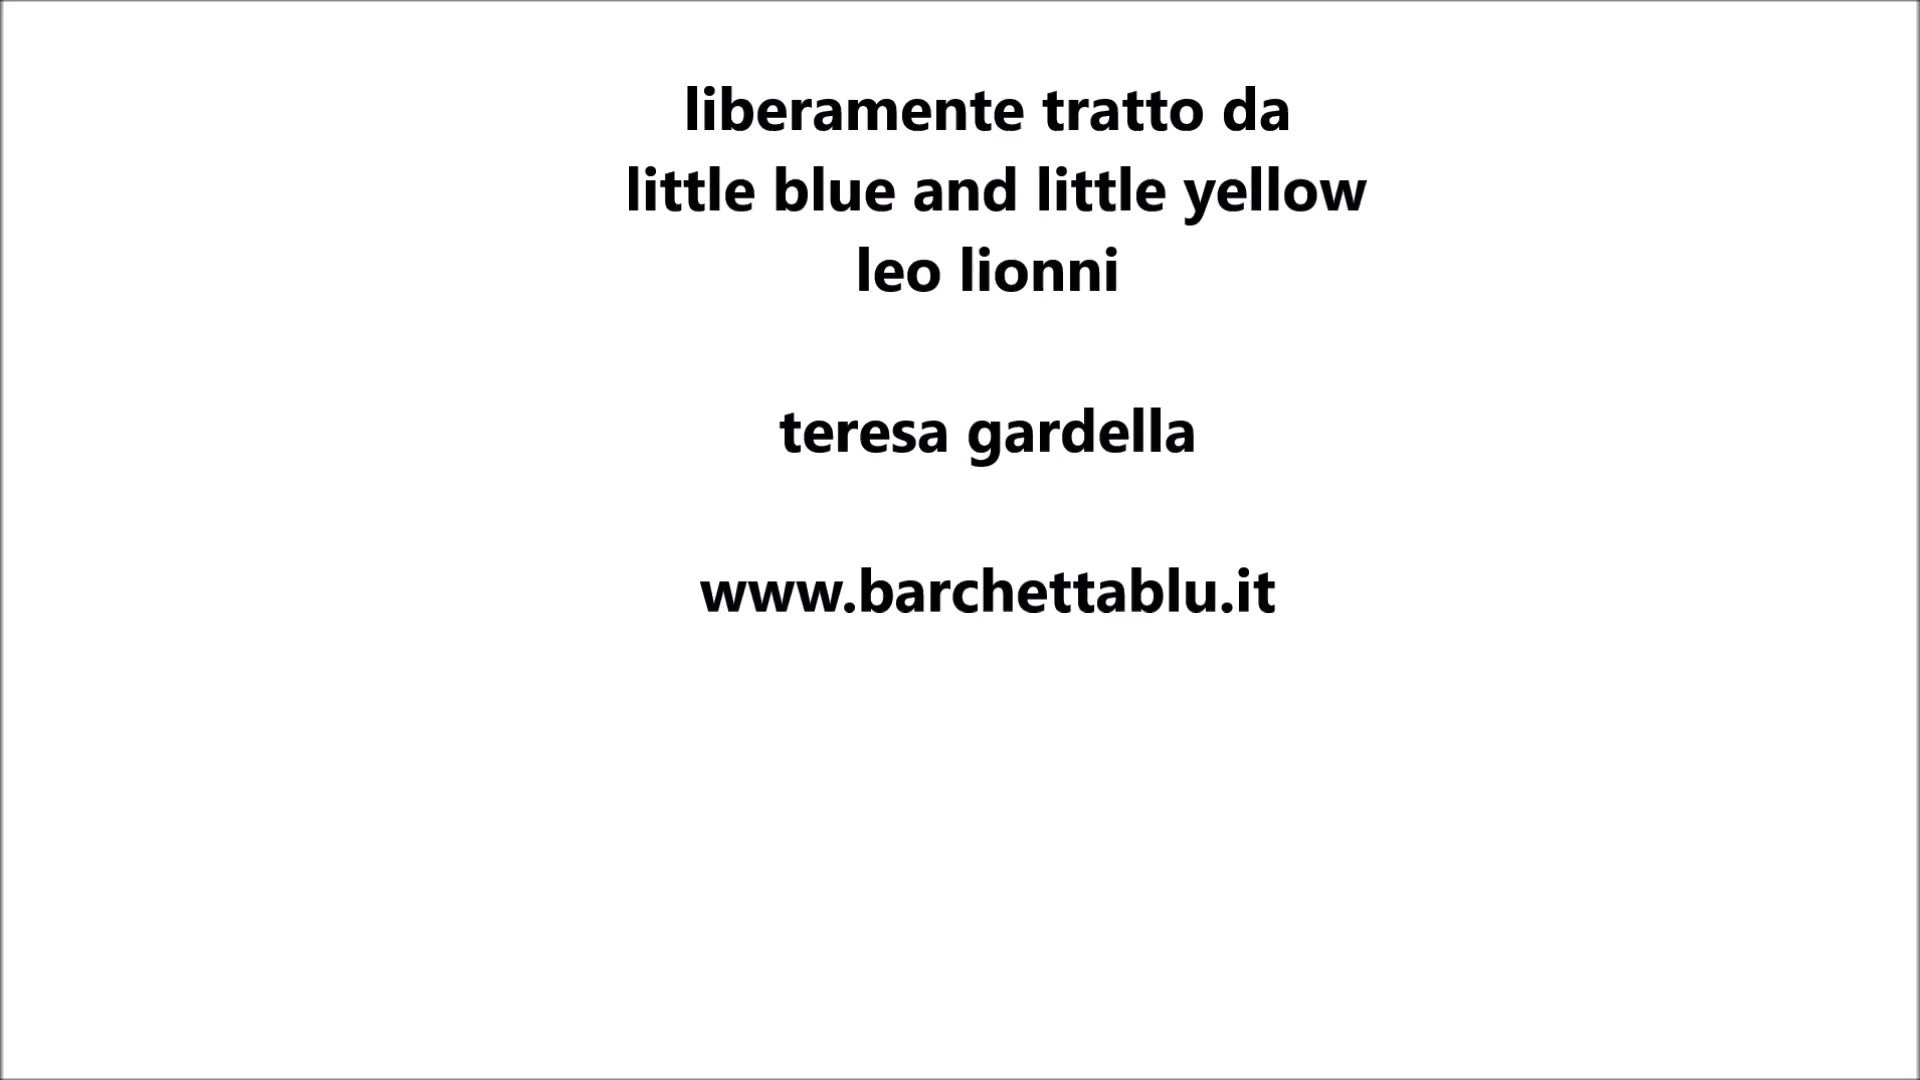 liberamente tratto da
little blue and little yellow
leo lionni
teresa gardella
www.barchettablu.it